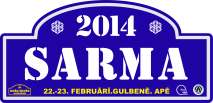 2014
SARMA
22.-23. FEBRUĀRĪ.GULBENĒ. APĒ